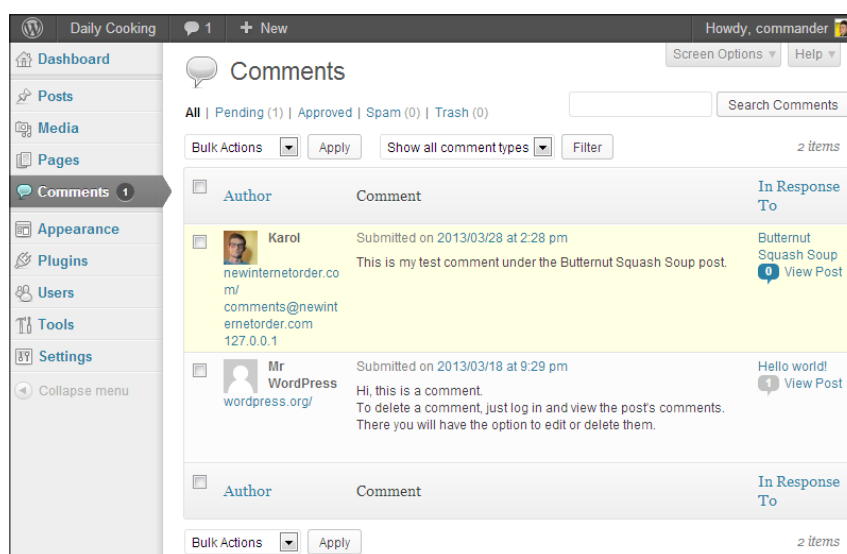 Daily Cooking 1 + New Howdy, commander
Dashboard
Posts
Media
Pages
Comments 1
Appearance
Plugins
Users
Tools
Settings
Collapse menu
Screen Options Help
Comments
All | Pending (1) | Approved | Spam (0) | Trash (0)
Search Comments
Bulk Actions Apply Show all comment types Filter 2 items
Author Comment In Response
To
Karol
newinternetorder.co
m/
comments@newint
ernetorder.com
127.0.0.1
Submitted on 2013/03/28 at 2:28 pm
This is my test comment under the Butternut Squash Soup post.
Butternut
Squash Soup
0 View Post
Mr
WordPress
wordpress.org/
Submitted on 2013/03/18 at 9:29 pm
Hi, this is a comment.
To delete a comment, just log in and view the post's comments.
There you will have the option to edit or delete them.
Hello world!
1 View Post
Author Comment In Response
To
Bulk Actions Apply 2 items